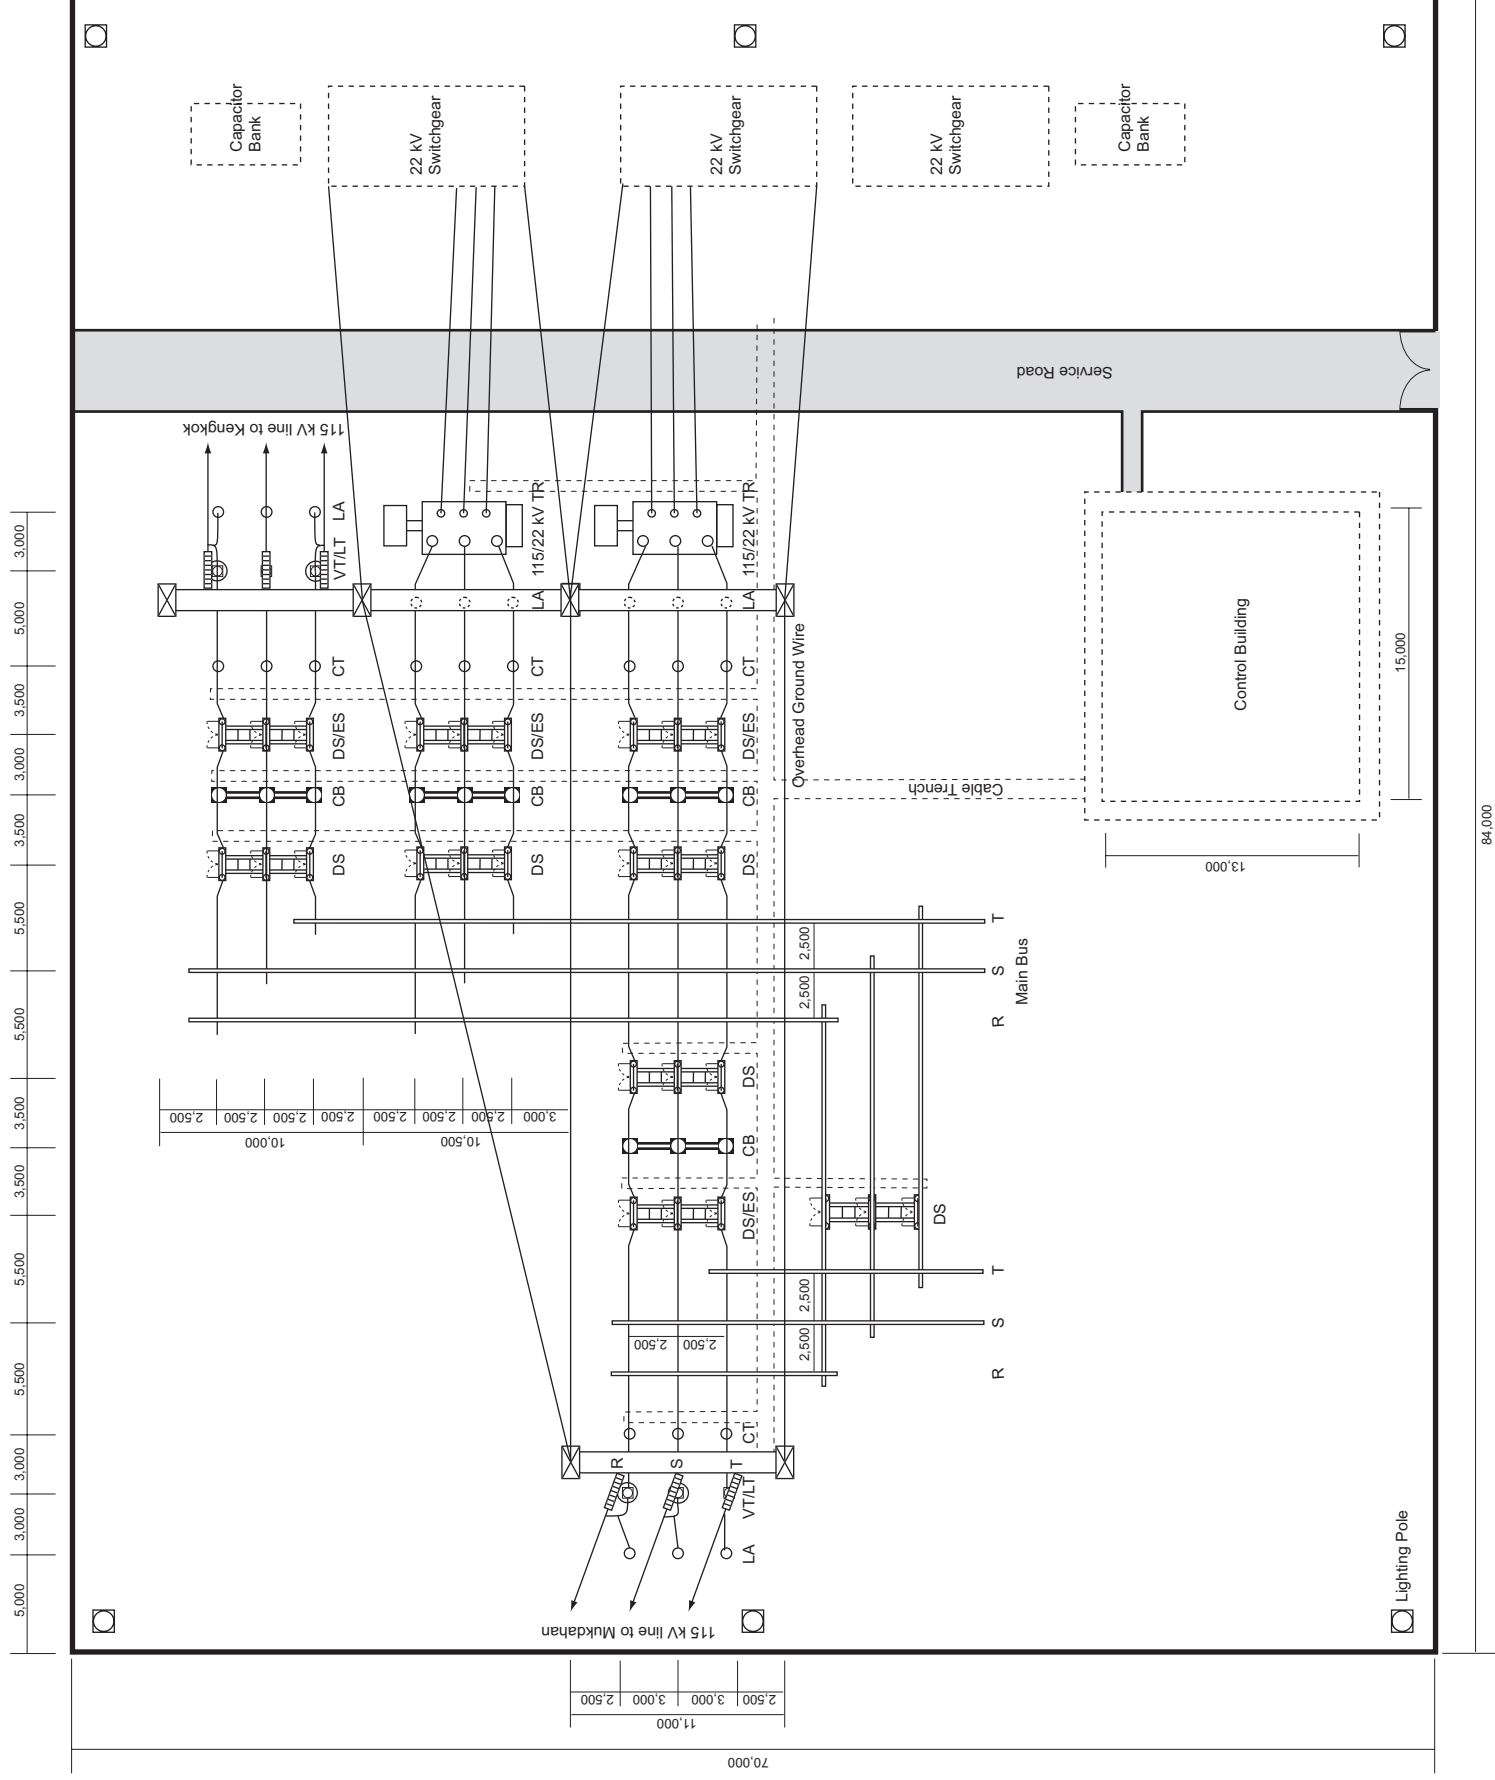 Capacitor
Bank
22 kV
Switchgear
22 kV
Switchgear
22 kV
Switchgear
Capacitor
Bank
Service Road
115 kV line to Kengkok
LA
VT/LT
115/22 kV TR
115/22 kV TR
LA
LA
CT
CT
CT
DS/ES
DS/ES
DS/ES
CB
CB
CB
DS
DS
DS
Overhead Ground Wire
Cable Trench
Control Building
15,000
13,000
84,000
3,000
5,000
3,500
3,000
3,500
5,500
5,500
3,500
3,500
5,500
5,500
3,000
3,000
5,000
T
S
R
Main Bus
2,500
2,500
2,500
2,500
2,500
2,500
2,500
2,500
2,500
3,000
10,000
10,500
DS
CB
DS/ES
DS
T
S
R
2,500
2,500
2,500
2,500
CT
R
S
T
VT/LT
LA
115 kV line to Mukdahan
Lighting Pole
2,500
3,000
3,000
2,500
11,000
70,000